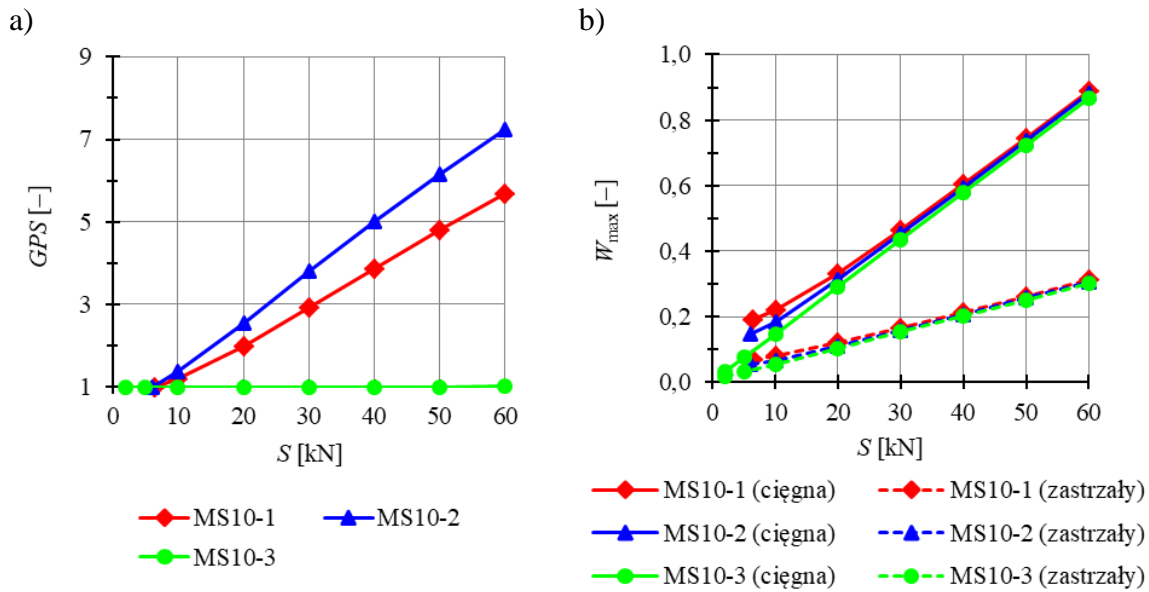 a)
9
7
5
3
1
GPS [–]
0 10 20 30 40 50 60
S [kN]
MS10-1 MS10-2
MS10-3
b)
1,0
0,8
0,6
0,4
0,2
0,0
Wmax [–]
0 10 20 30 40 50 60
S [kN]
MS10-1 (cięgna) MS10-1 (zastrzały)
MS10-2 (cięgna) MS10-2 (zastrzały)
MS10-3 (cięgna) MS10-3 (zastrzały)